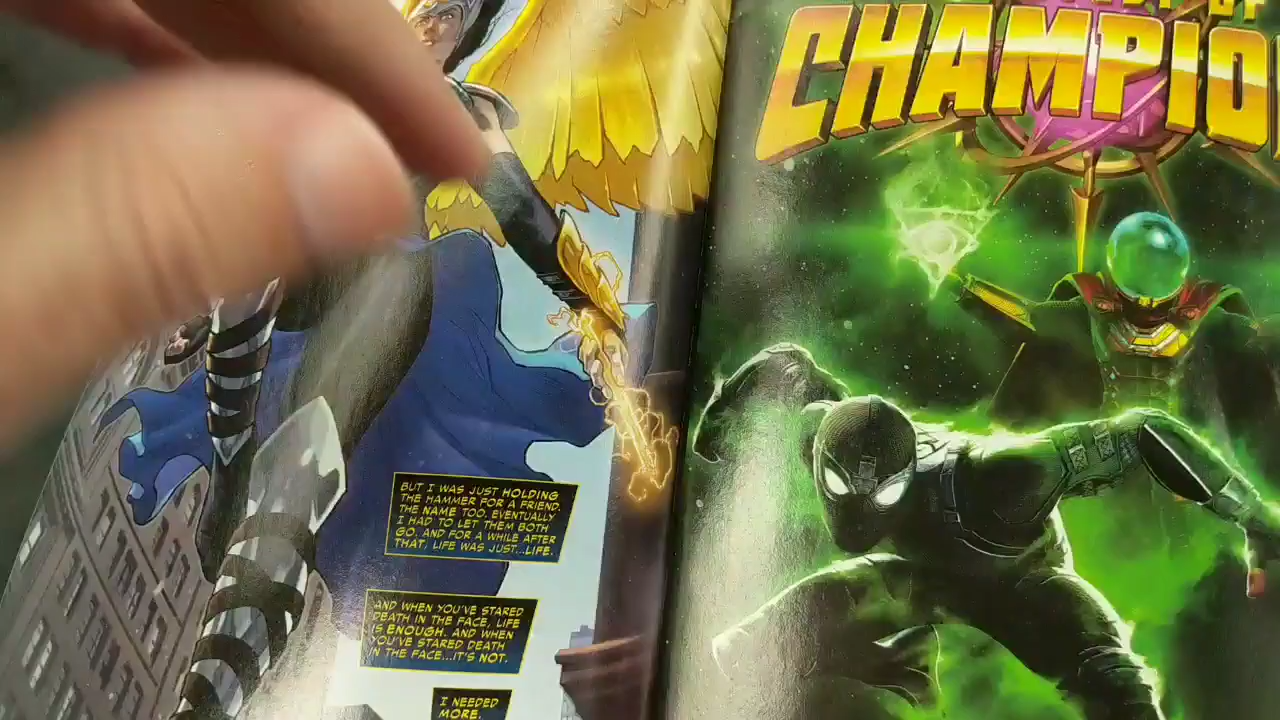 BUT I WAS JUST HOLDING
THE HAMMER FOR A FRIEND.
THE NAME TOO. EVENTUALLY
I HAD TO LET THEM BOTH
GO. AND FOR A WHILE AFTER
THAT, LIFE WAS JUST...LIFE.
AND WHEN YOU'VE STARED
DEATH IN THE FACE, LIFE
IS ENOUGH. AND WHEN
YOU'VE STARED DEATH
IN THE FACE...IT'S NOT.
I NEEDED
MORE.
OF
CHAMPIO